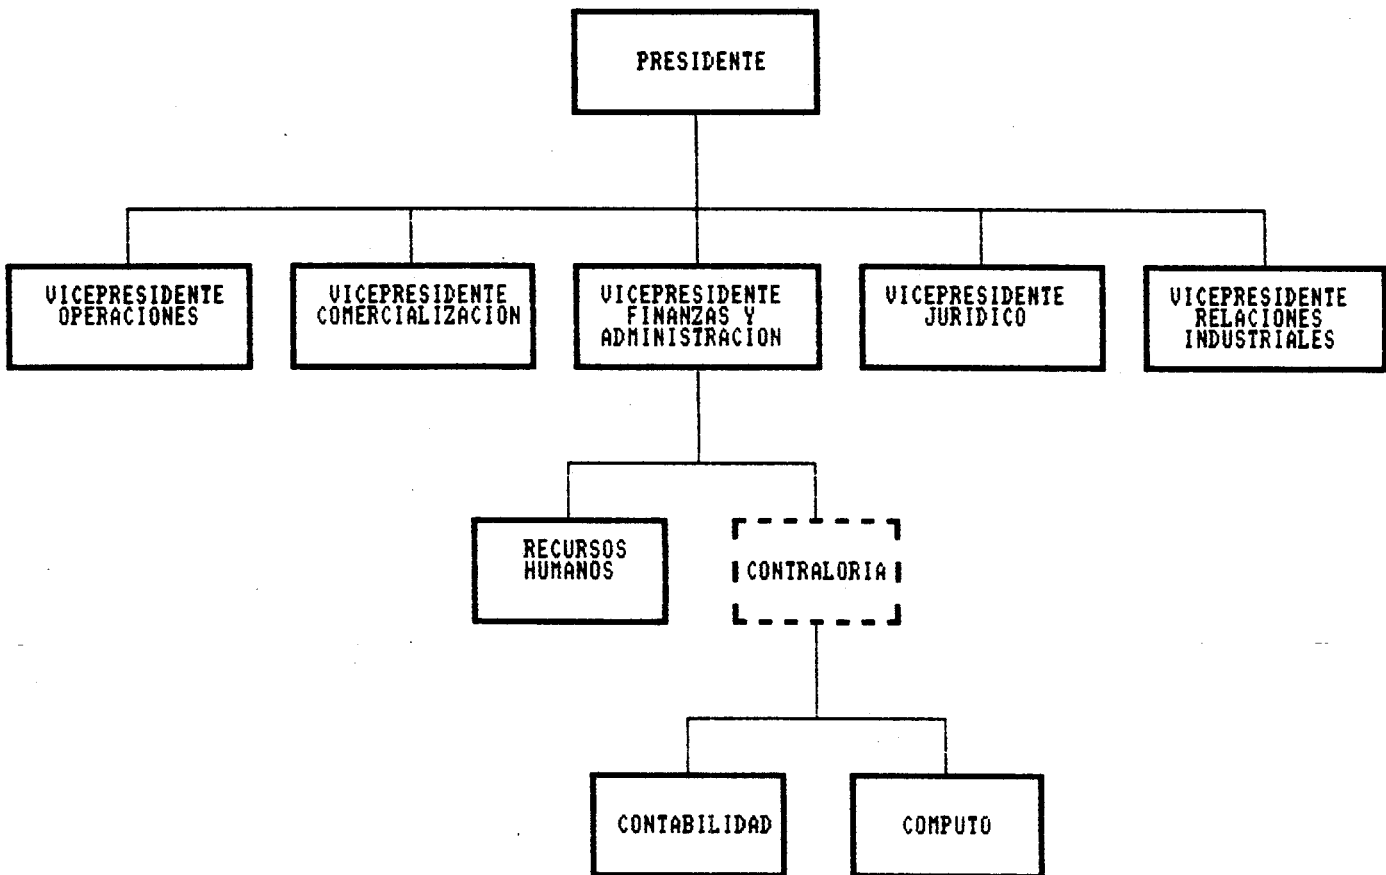 PRESIDENTE
VICEPRESIDENTE
OPERACIONES
VICEPRESIDENTE
COMERCIALIZACION
VICEPRESIDENTE
FINANZAS Y
ADMINISTRACION
VICEPRESIDENTE
JURIDICO
VICEPRESIDENTE
RELACIONES
INDUSTRIALES
RECURSOS
HUMANOS
CONTRALORIA
CONTABILIDAD
COMPUTO